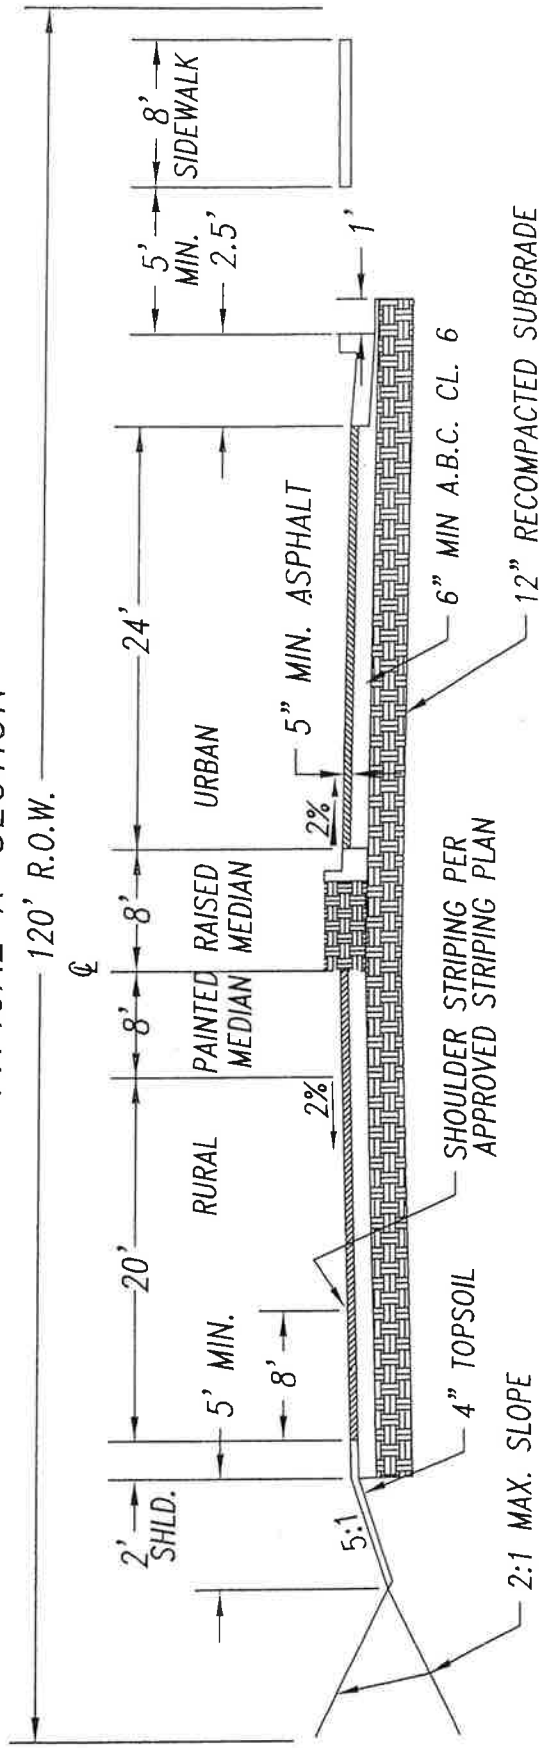 120' R.O.W.
℄
2'
SHLD.
20'
8'
8'
24'
5'
MIN.
8'
SIDEWALK
5' MIN.
RURAL
PAINTED
MEDIAN
RAISED
MEDIAN
URBAN
2.5'
8'
2%
2%
5" MIN. ASPHALT
1'
5:1
4" TOPSOIL
2:1 MAX. SLOPE
SHOULDER STRIPING PER
APPROVED STRIPING PLAN
6" MIN A.B.C. CL. 6
12" RECOMPACTED SUBGRADE